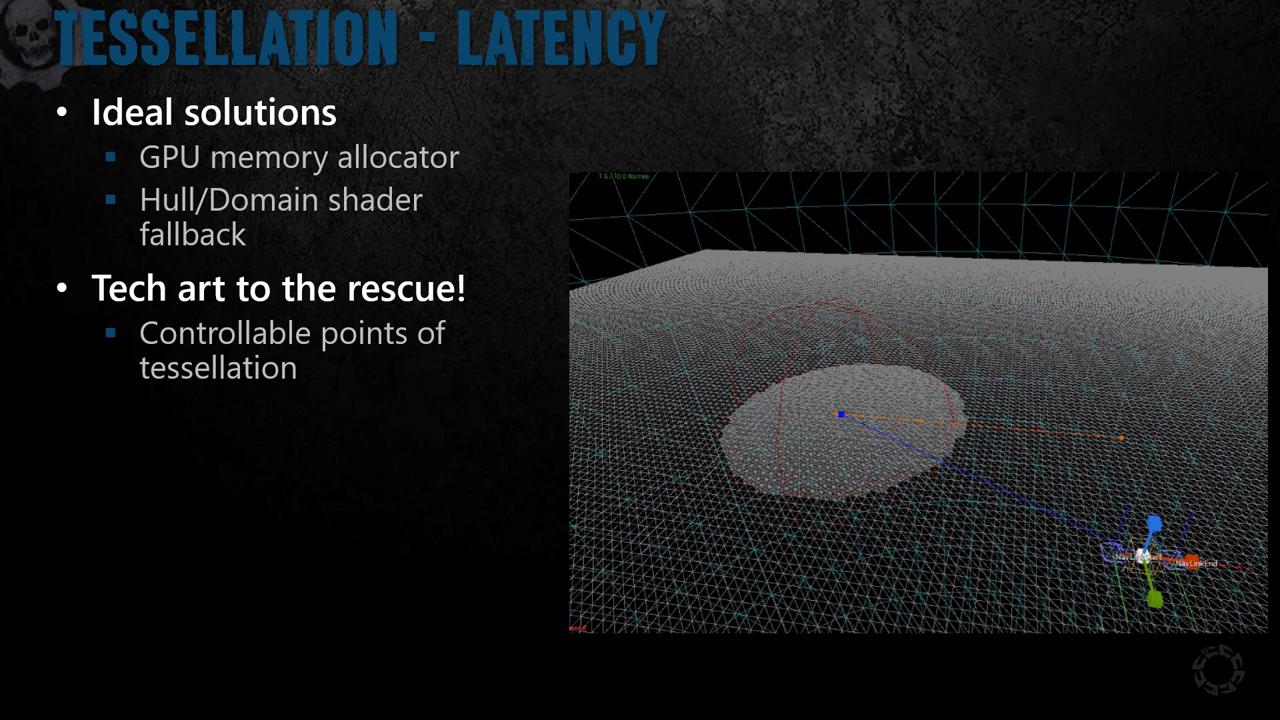 TESSELLATION - LATENCY
• Ideal solutions
▪ GPU memory allocator
▪ Hull/Domain shader
fallback
• Tech art to the rescue!
▪ Controllable points of
tessellation
NavLinkEnd